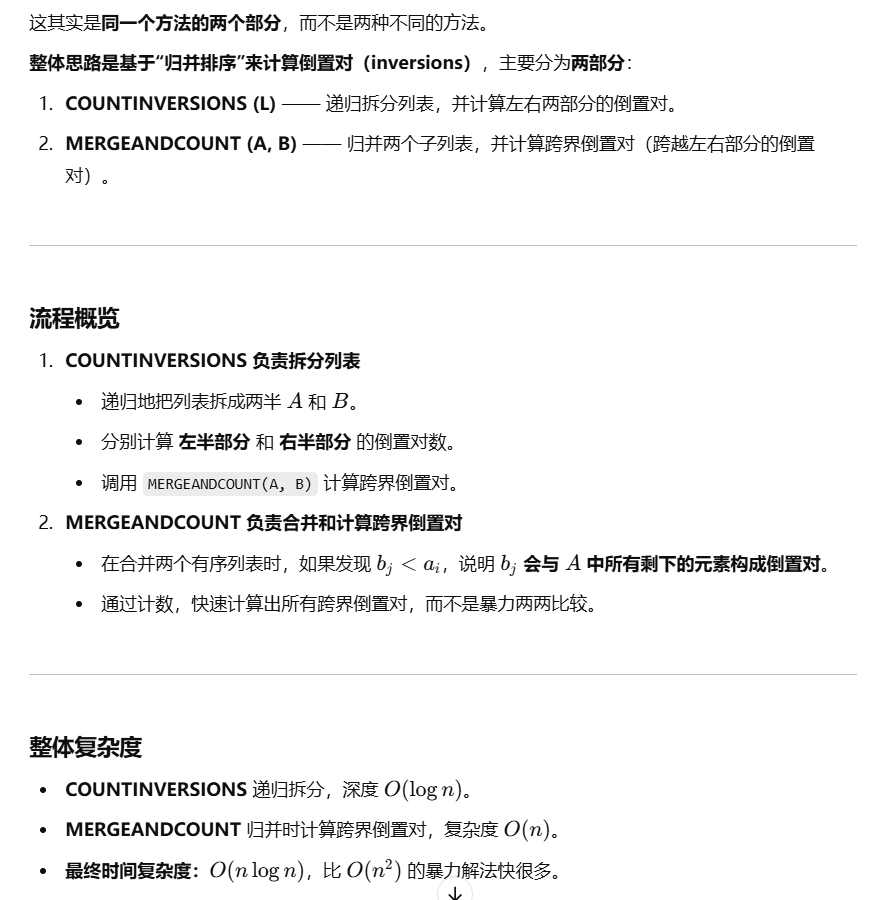 这其实是同一个方法的两个部分，而不是两种不同的方法。
整体思路是基于“归并排序”来计算倒置对（inversions），主要分为两部分：
1. COUNTINVERSIONS (L) —— 递归拆分列表，并计算左右两部分的倒置对。
2. MERGEANDCOUNT (A, B) —— 归并两个子列表，并计算跨界倒置对（跨越左右部分的倒置
对）。
流程概览
1. COUNTINVERSIONS 负责拆分列表
• 递归地把列表拆成两半 A 和 B。
• 分别计算 左半部分 和 右半部分 的倒置对数。
• 调用 MERGEANDCOUNT(A, B) 计算跨界倒置对。
2. MERGEANDCOUNT 负责合并和计算跨界倒置对
• 在合并两个有序列表时，如果发现 b_j < a_i，说明 b_j 会与 A 中所有剩下的元素构成倒置对。
• 通过计数，快速计算出所有跨界倒置对，而不是暴力两两比较。
整体复杂度
• COUNTINVERSIONS 递归拆分，深度 O(log n)。
• MERGEANDCOUNT 归并时计算跨界倒置对，复杂度 O(n)。
• 最终时间复杂度：O(n log n)，比 O(n²) 的暴力解法快很多。